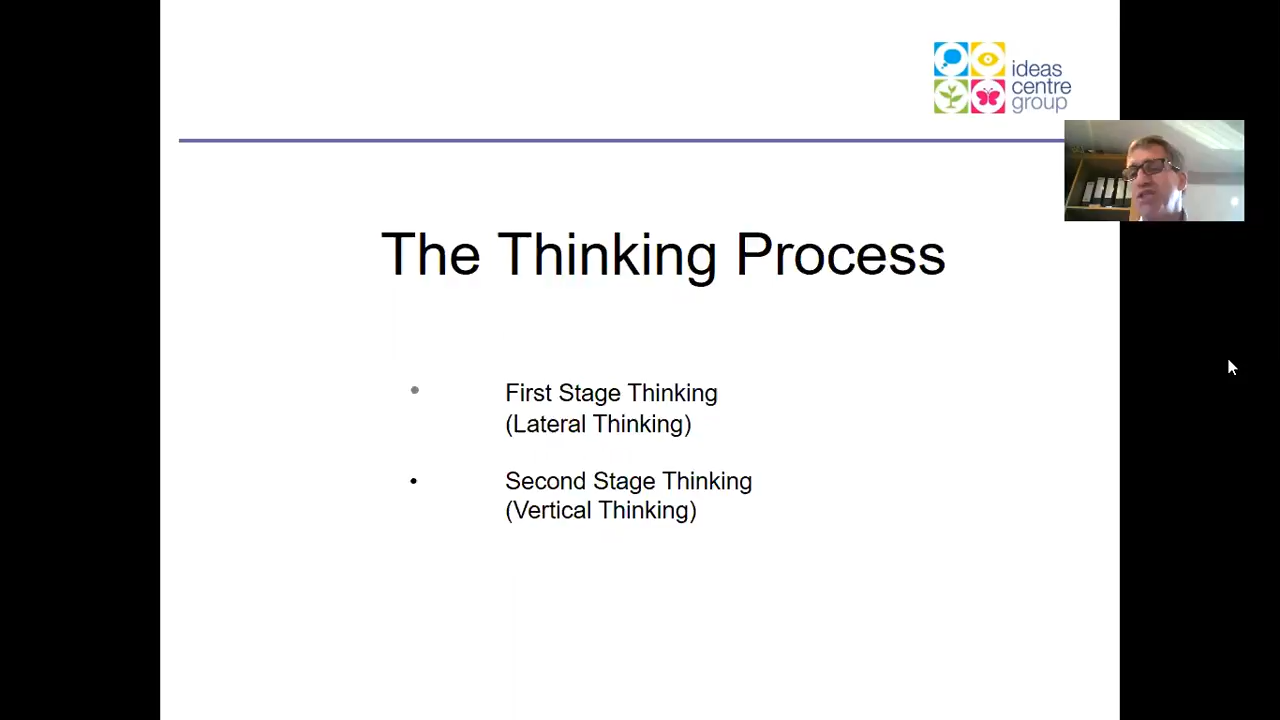 ideas
centre
group
The Thinking Process
• First Stage Thinking
(Lateral Thinking)
• Second Stage Thinking
(Vertical Thinking)